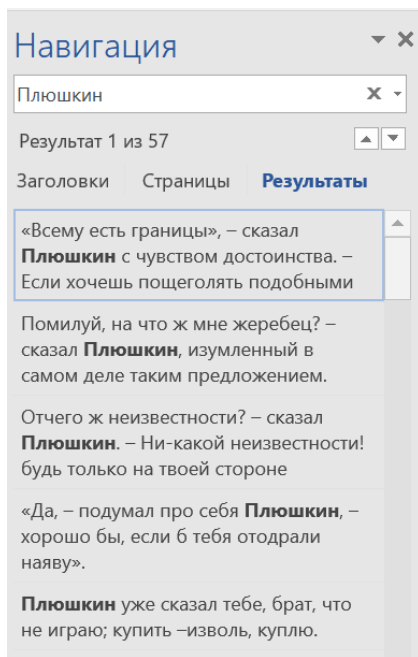 Навигация
Плюшкин
Результат 1 из 57
Заголовки Страницы Результаты
«Всему есть границы», – сказал
Плюшкин с чувством достоинства. –
Если хочешь пощеголять подобными
Помилуй, на что ж мне жеребец? –
сказал Плюшкин, изумленный в
самом деле таким предложением.
Отчего ж неизвестности? – сказал
Плюшкин. – Ни-какой неизвестности!
будь только на твоей стороне
«Да, – подумал про себя Плюшкин, –
хорошо бы, если б тебя отодрали
наяву».
Плюшкин уже сказал тебе, брат, что
не играю; купить –изволь, куплю.